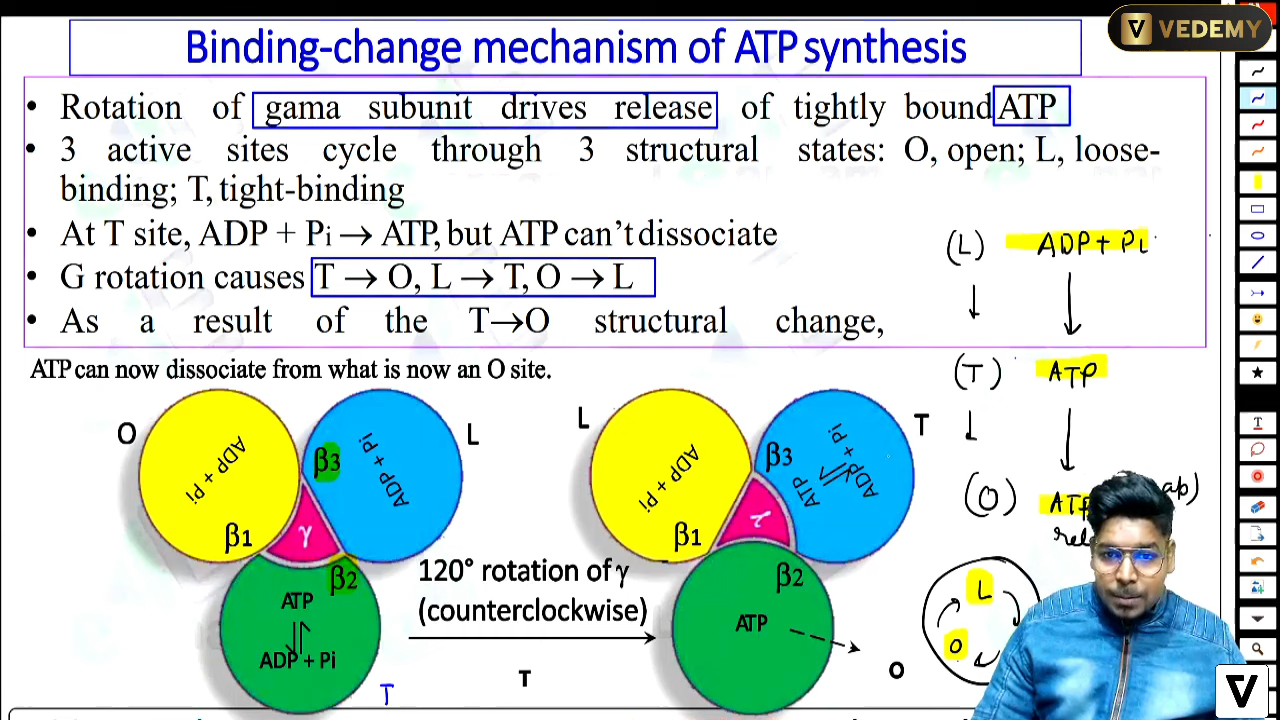 Binding-change mechanism of ATP synthesis
VEDEMY
• Rotation of gama subunit drives release of tightly bound ATP
• 3 active sites cycle through 3 structural states: O, open; L, loose-
binding; T, tight-binding
• At T site, ADP + Pi → ATP, but ATP can't dissociate
• G rotation causes T → O, L → T, O → L
• As a result of the T→O structural change,
ATP can now dissociate from what is now an O site.
(L) ADP + Pi
↓ ↓
(T) ATP
↓ ↓
(O) ATP
L
O
O
L
ADP + Pi
ADP + Pi
β1
β3
γ
β2
ATP
ADP + Pi
T
120° rotation of γ
(counterclockwise)
T
L
T
ADP + Pi
ADP + Pi
ATP
β1
β3
γ
β2
ATP
O
T
V